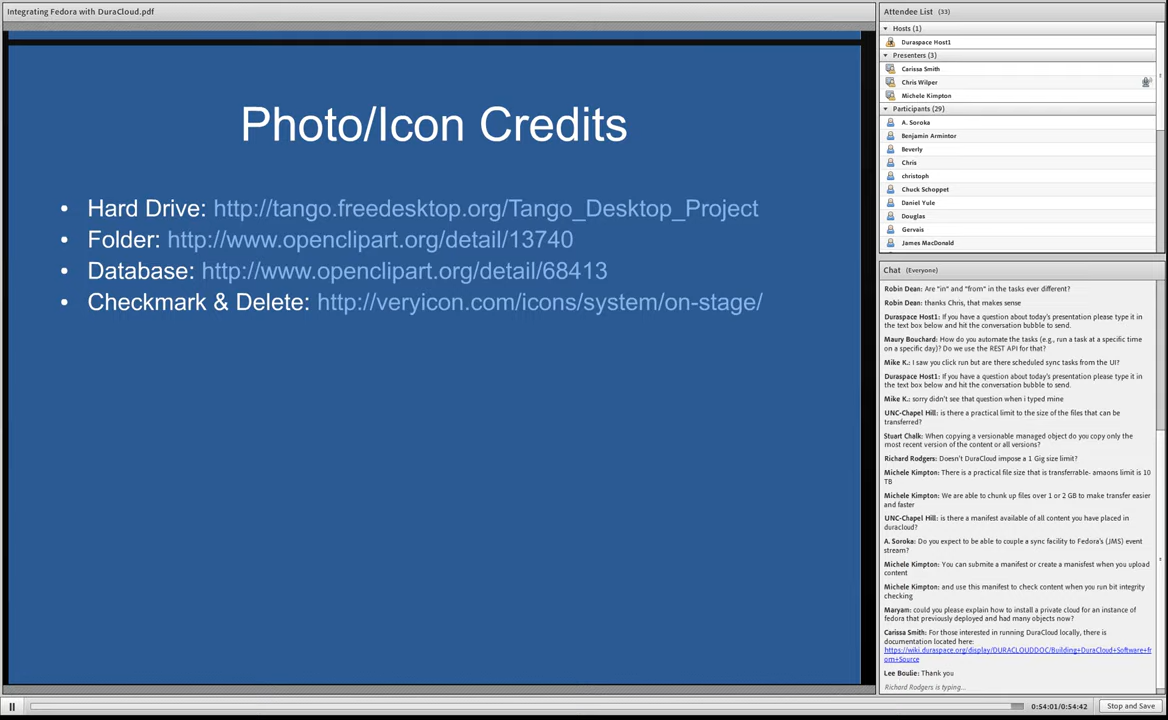 Integrating Fedora with DuraCloud.pdf
Photo/Icon Credits
• Hard Drive: http://tango.freedesktop.org/Tango_Desktop_Project
• Folder: http://www.openclipart.org/detail/13740
• Database: http://www.openclipart.org/detail/68413
• Checkmark & Delete: http://veryicon.com/icons/system/on-stage/
Attendee List (33)
Hosts (1)
Duraspace Host1
Presenters (3)
Carissa Smith
Chris Wilper
Michele Kimpton
Participants (29)
A. Soroka
Benjamin Armintor
Beverly
Chris
christoph
Chuck Schoppet
Daniel Yule
Douglas
Gervais
James MacDonald
Chat (Everyone)
Robin Dean: Are "in" and "from" in the tasks ever different?
Robin Dean: thanks Chris, that makes sense
Duraspace Host1: If you have a question about today's presentation please type it in
the text box below and hit the conversation bubble to send.
Maury Bouchard: How do you automate the tasks (e.g., run a task at a specific time
on a specific day)? Do we use the REST API for that?
Mike K.: I saw you click run but are there scheduled sync tasks from the UI?
Duraspace Host1: If you have a question about today's presentation please type it in
the text box below and hit the conversation bubble to send.
Mike K.: sorry didn't see that question when i typed mine
UNC-Chapel Hill: is there a practical limit to the size of the files that can be
transferred?
Stuart Chalk: When copying a versionable managed object do you copy only the
most recent version of the content or all versions?
Richard Rodgers: Doesn't DuraCloud impose a 1 Gig size limit?
Michele Kimpton: There is a practical file size that is transferrable- amaons limit is 10
TB
Michele Kimpton: We are able to chunk up files over 1 or 2 GB to make transfer easier
and faster
UNC-Chapel Hill: is there a manifest available of all content you have placed in
duracloud?
A. Soroka: Do you expect to be able to couple a sync facility to Fedora's (JMS) event
stream?
Michele Kimpton: You can submite a manifest or create a manisfest when you upload
content
Michele Kimpton: and use this manifest to check content when you run bit integrity
checking
Maryam: could you please explain how to install a private cloud for an instance of
fedora that previously deployed and had many objects now?
Carissa Smith: For those interested in running DuraCloud locally, there is
documentation located here:
https://wiki.duraspace.org/display/DURACLOUDDOC/Building+DuraCloud+Software+fr
om+Source
Lee Boulie: Thank you
Richard Rodgers is typing...
0:54:01/0:54:42
Stop and Save